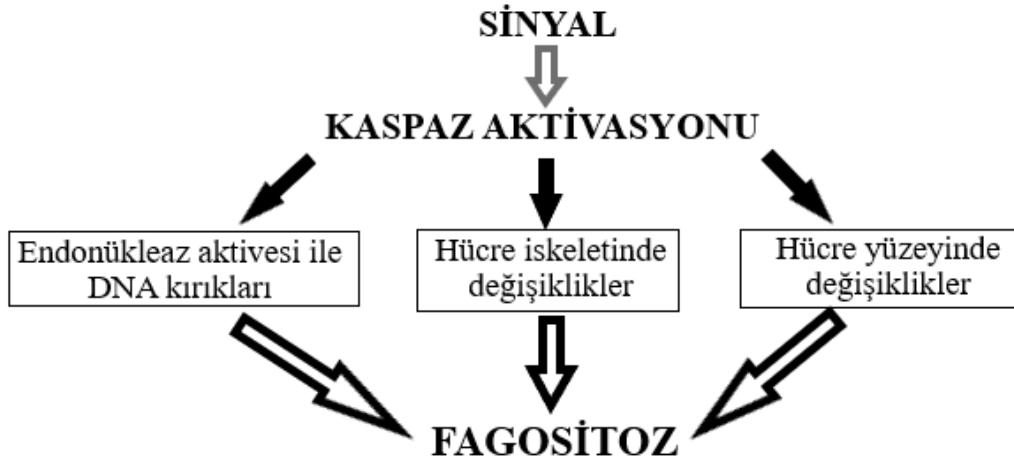 SİNYAL
KASPAZ AKTİVASYONU
Endonükleaz aktivesi ile
DNA kırıkları
Hücre iskeletinde
değişiklikler
Hücre yüzeyinde
değişiklikler
FAGOSİTOZ